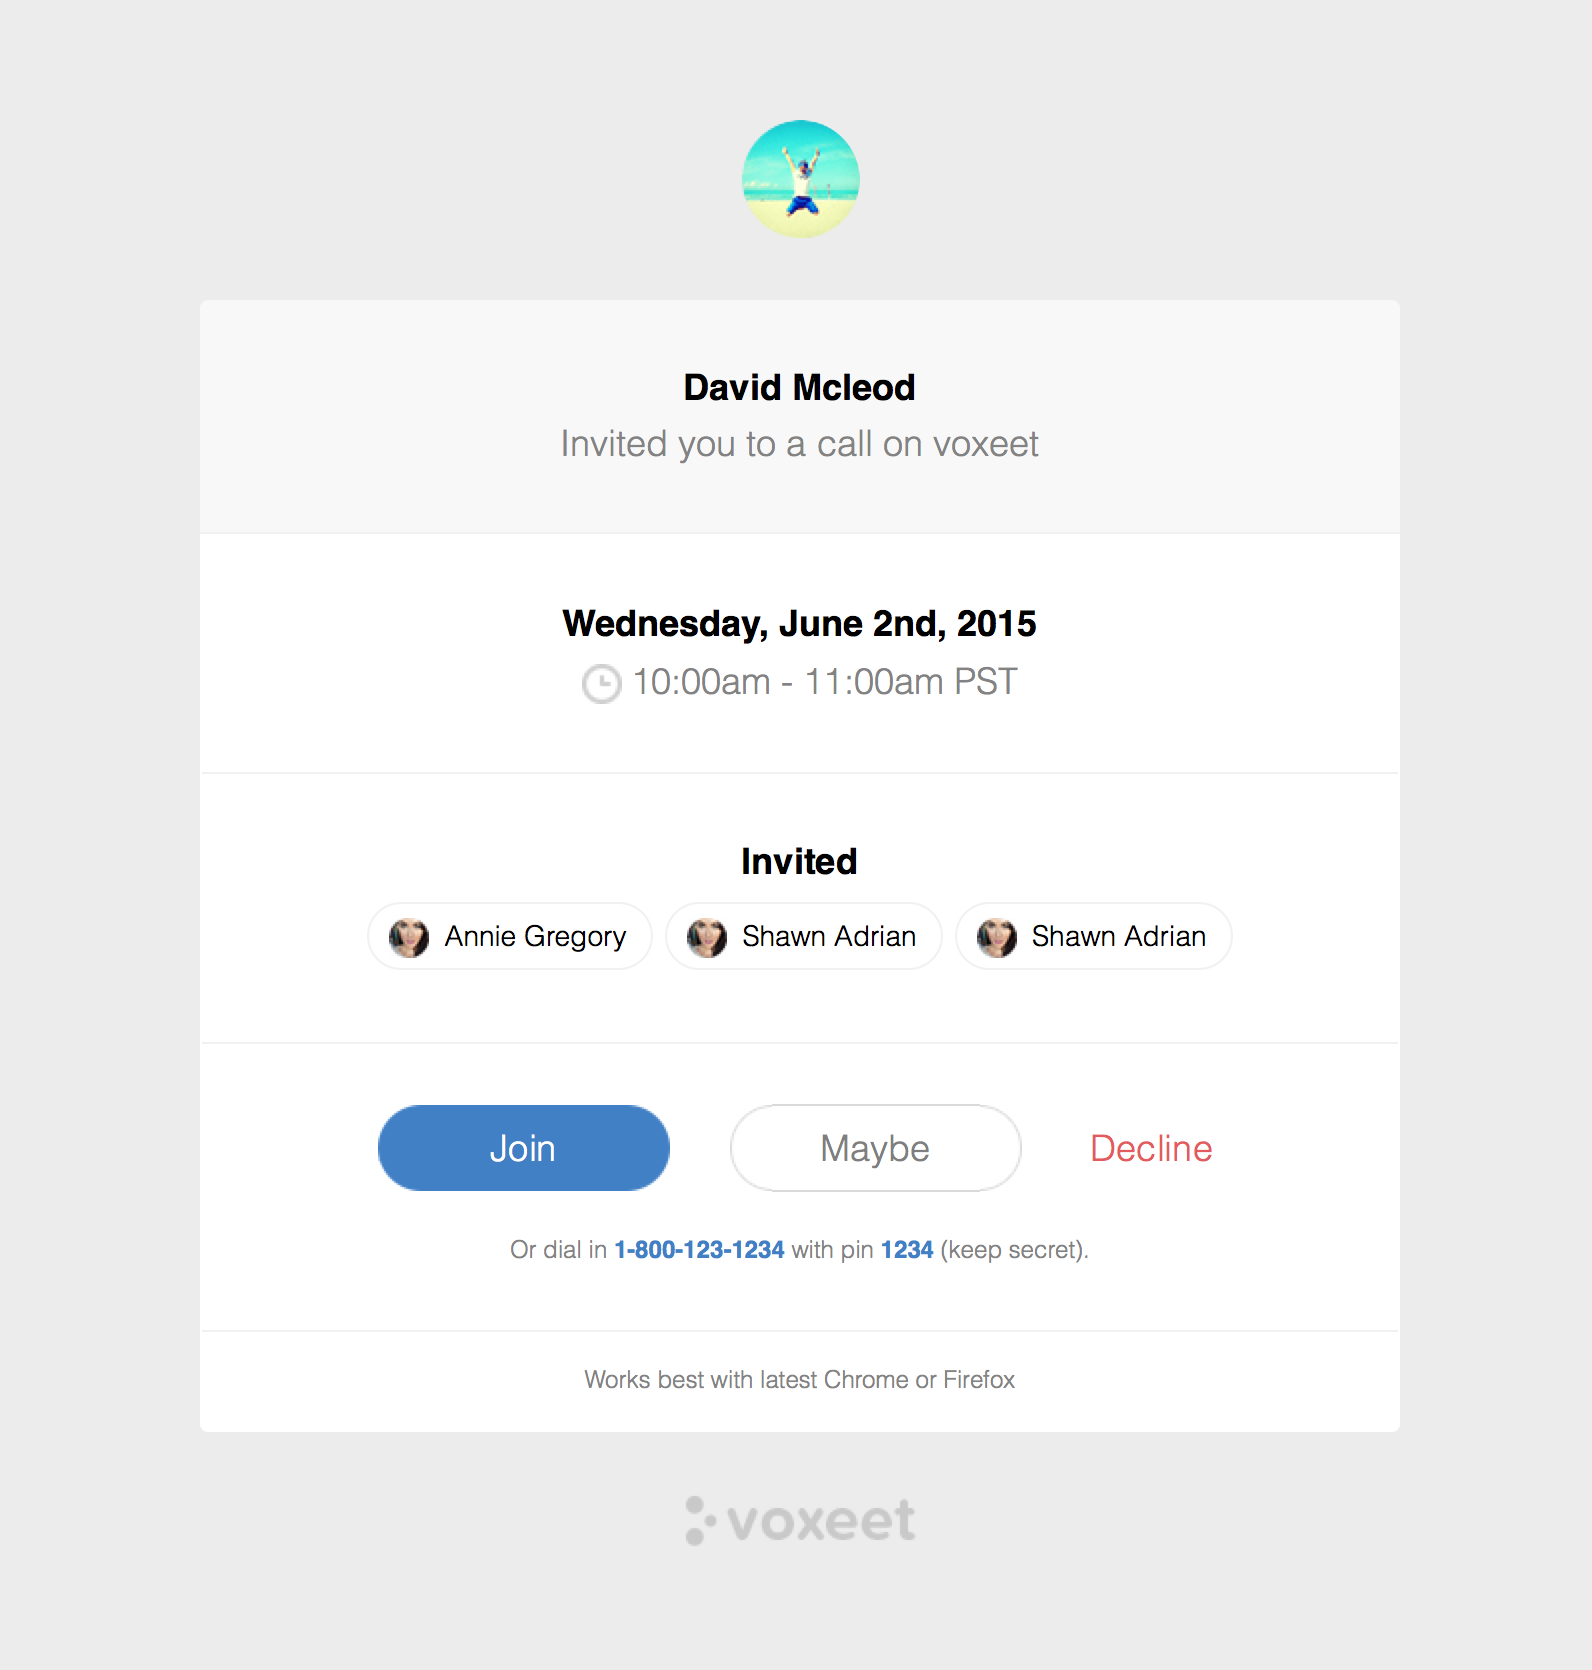 David Mcleod
Invited you to a call on voxeet
Wednesday, June 2nd, 2015
10:00am - 11:00am PST
Invited
Annie Gregory Shawn Adrian Shawn Adrian
Join Maybe Decline
Or dial in 1-800-123-1234 with pin 1234 (keep secret).
Works best with latest Chrome or Firefox
voxeet